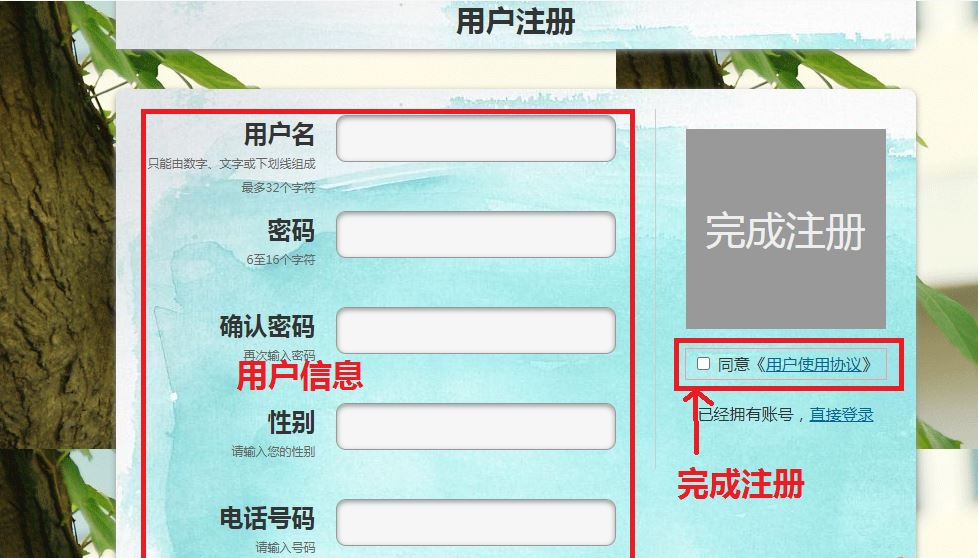 用户注册
用户名
只能由数字、文字或下划线组成
最多32个字符
密码
6至16个字符
确认密码
再次输入密码
用户信息
性别
请输入您的性别
电话号码
请输入号码
完成注册
同意《用户使用协议》
已经拥有账号，直接登录
完成注册